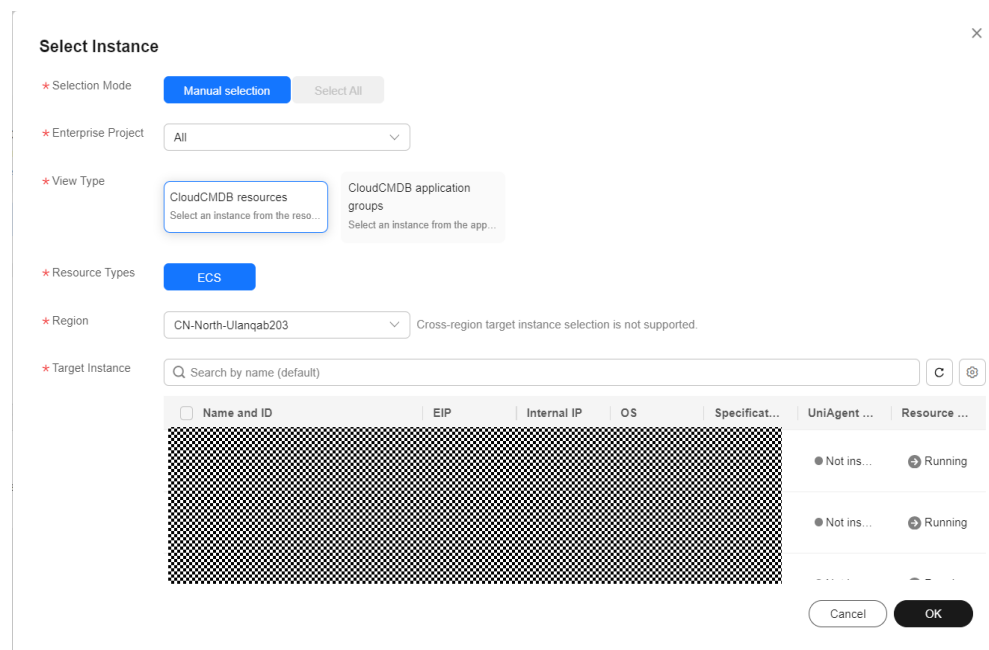 Select Instance
* Selection Mode
Manual selection
Select All
* Enterprise Project
All
* View Type
CloudCMDB resources
Select an instance from the reso...
CloudCMDB application
groups
Select an instance from the app...
* Resource Types
ECS
* Region
CN-North-Ulanqab203
Cross-region target instance selection is not supported.
* Target Instance
Search by name (default)
Name and ID
EIP
Internal IP
OS
Specificat...
UniAgent ...
Resource ...
Not ins...
Running
Not ins...
Running
Cancel
OK